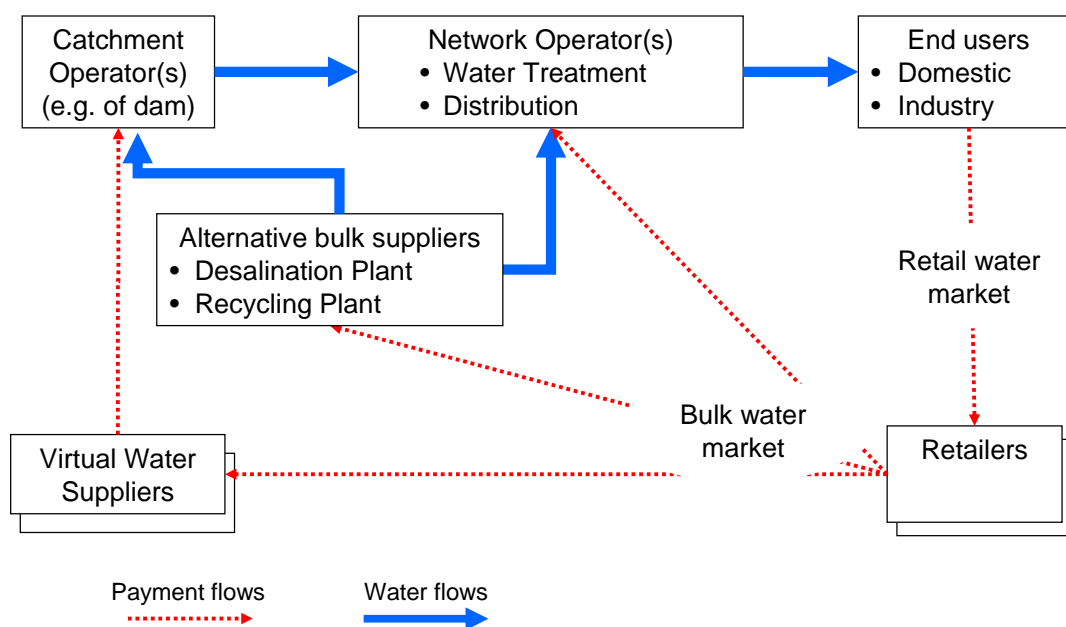 Catchment
Operator(s)
(e.g. of dam)
Network Operator(s)
• Water Treatment
• Distribution
End users
• Domestic
• Industry
Alternative bulk suppliers
• Desalination Plant
• Recycling Plant
Retail water
market
Bulk water
market
Virtual Water
Suppliers
Retailers
Payment flows
Water flows